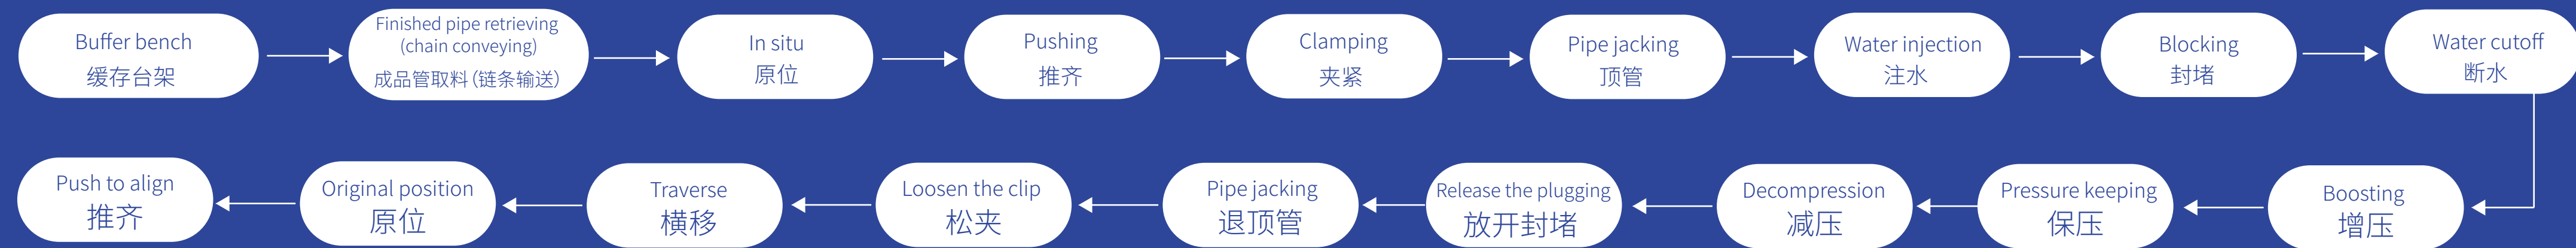 Buffer bench
缓存台架
Finished pipe retrieving
(chain conveying)
成品管取料 (链条输送)
In situ
原位
Pushing
推齐
Clamping
夹紧
Pipe jacking
顶管
Water injection
注水
Blocking
封堵
Water cutoff
断水
Boosting
增压
Pressure keeping
保压
Decompression
减压
Release the plugging
放开封堵
Pipe jacking
退顶管
Loosen the clip
松夹
Traverse
横移
Original position
原位
Push to align
推齐